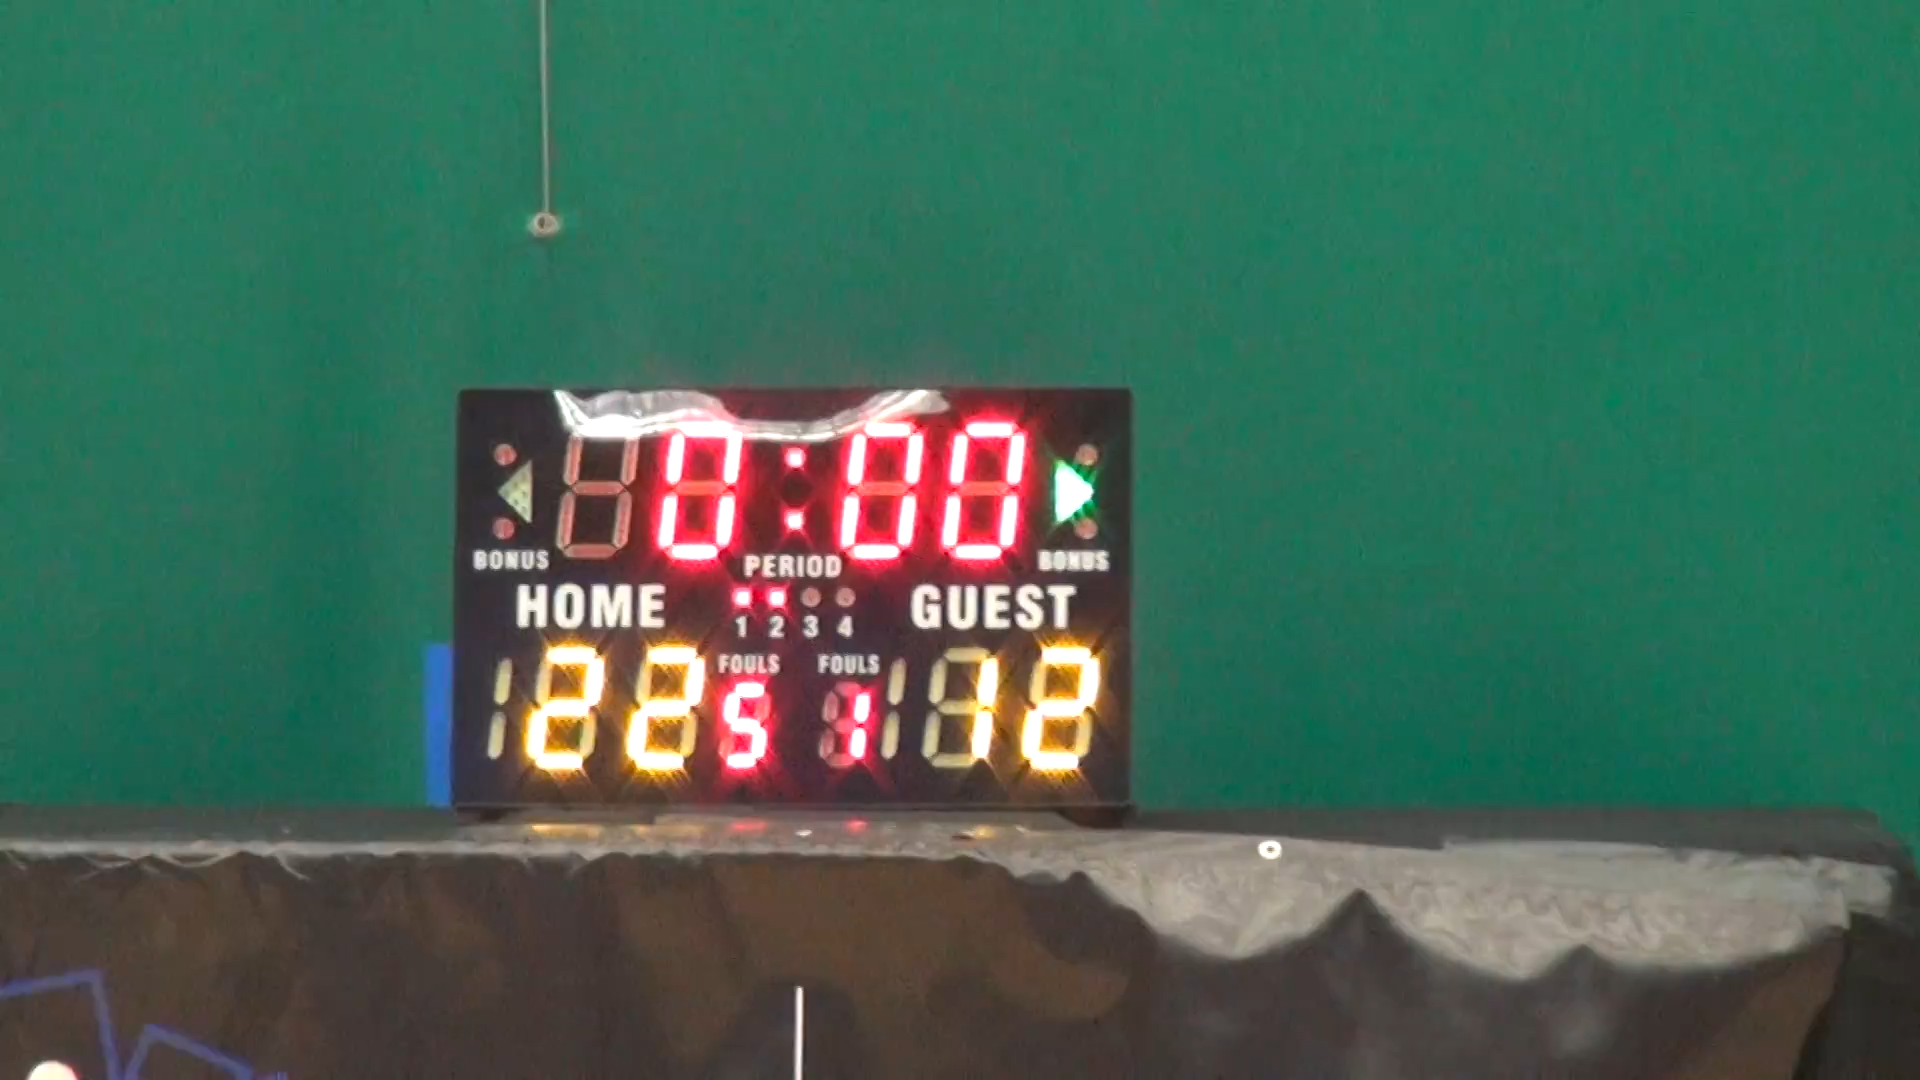 0:00
BONUS PERIOD BONUS
HOME GUEST
1 2 3 4
FOULS FOULS
22 5 1 12